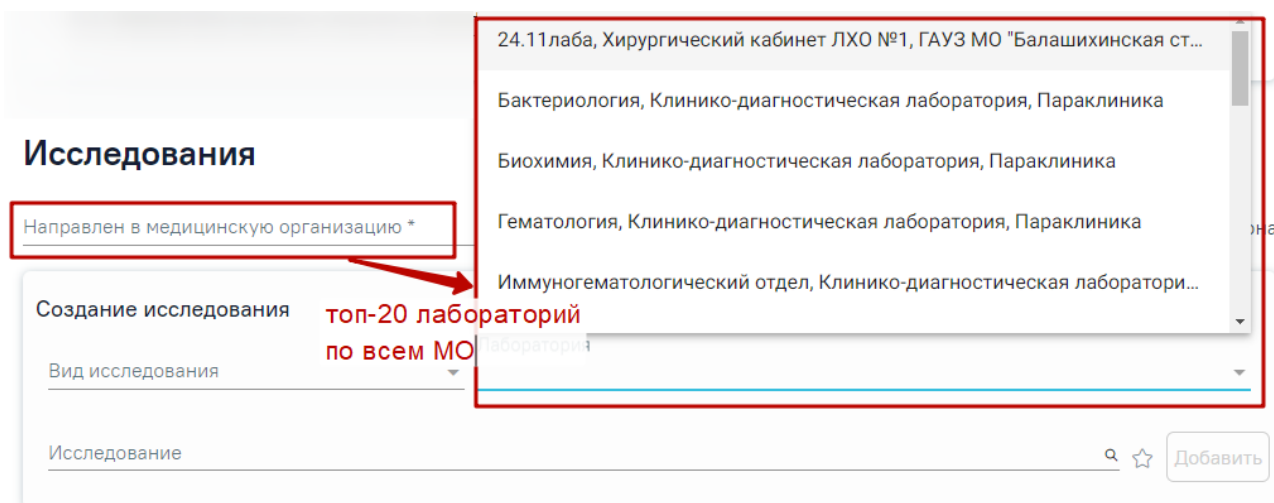 24.11лаба, Хирургический кабинет ЛХО №1, ГАУЗ МО "Балашихинская ст...
Бактериология, Клинико-диагностическая лаборатория, Параклиника
Исследования
Биохимия, Клинико-диагностическая лаборатория, Параклиника
Направлен в медицинскую организацию *
Гематология, Клинико-диагностическая лаборатория, Параклиника
Иммуногематологический отдел, Клинико-диагностическая лаборатори...
Создание исследования
топ-20 лабораторий
по всем МО
Лаборатория
Вид исследования
Исследование
Добавить